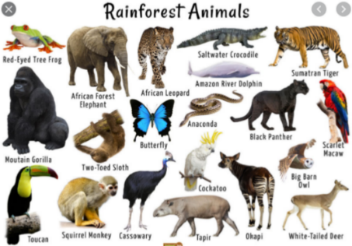 Rainforest Animals
Red-Eyed Tree Frog
African Forest
Elephant
African Leopard
Saltwater Crocodile
Amazon River Dolphin
Sumatran Tiger
Moutain Gorilla
Two-Toed Sloth
Butterfly
Anaconda
Black Panther
Scarlet
Macaw
Cockatoo
Big Barn
Owl
Toucan
Squirrel Monkey
Cassowary
Tapir
Okapi
White-Tailed Deer